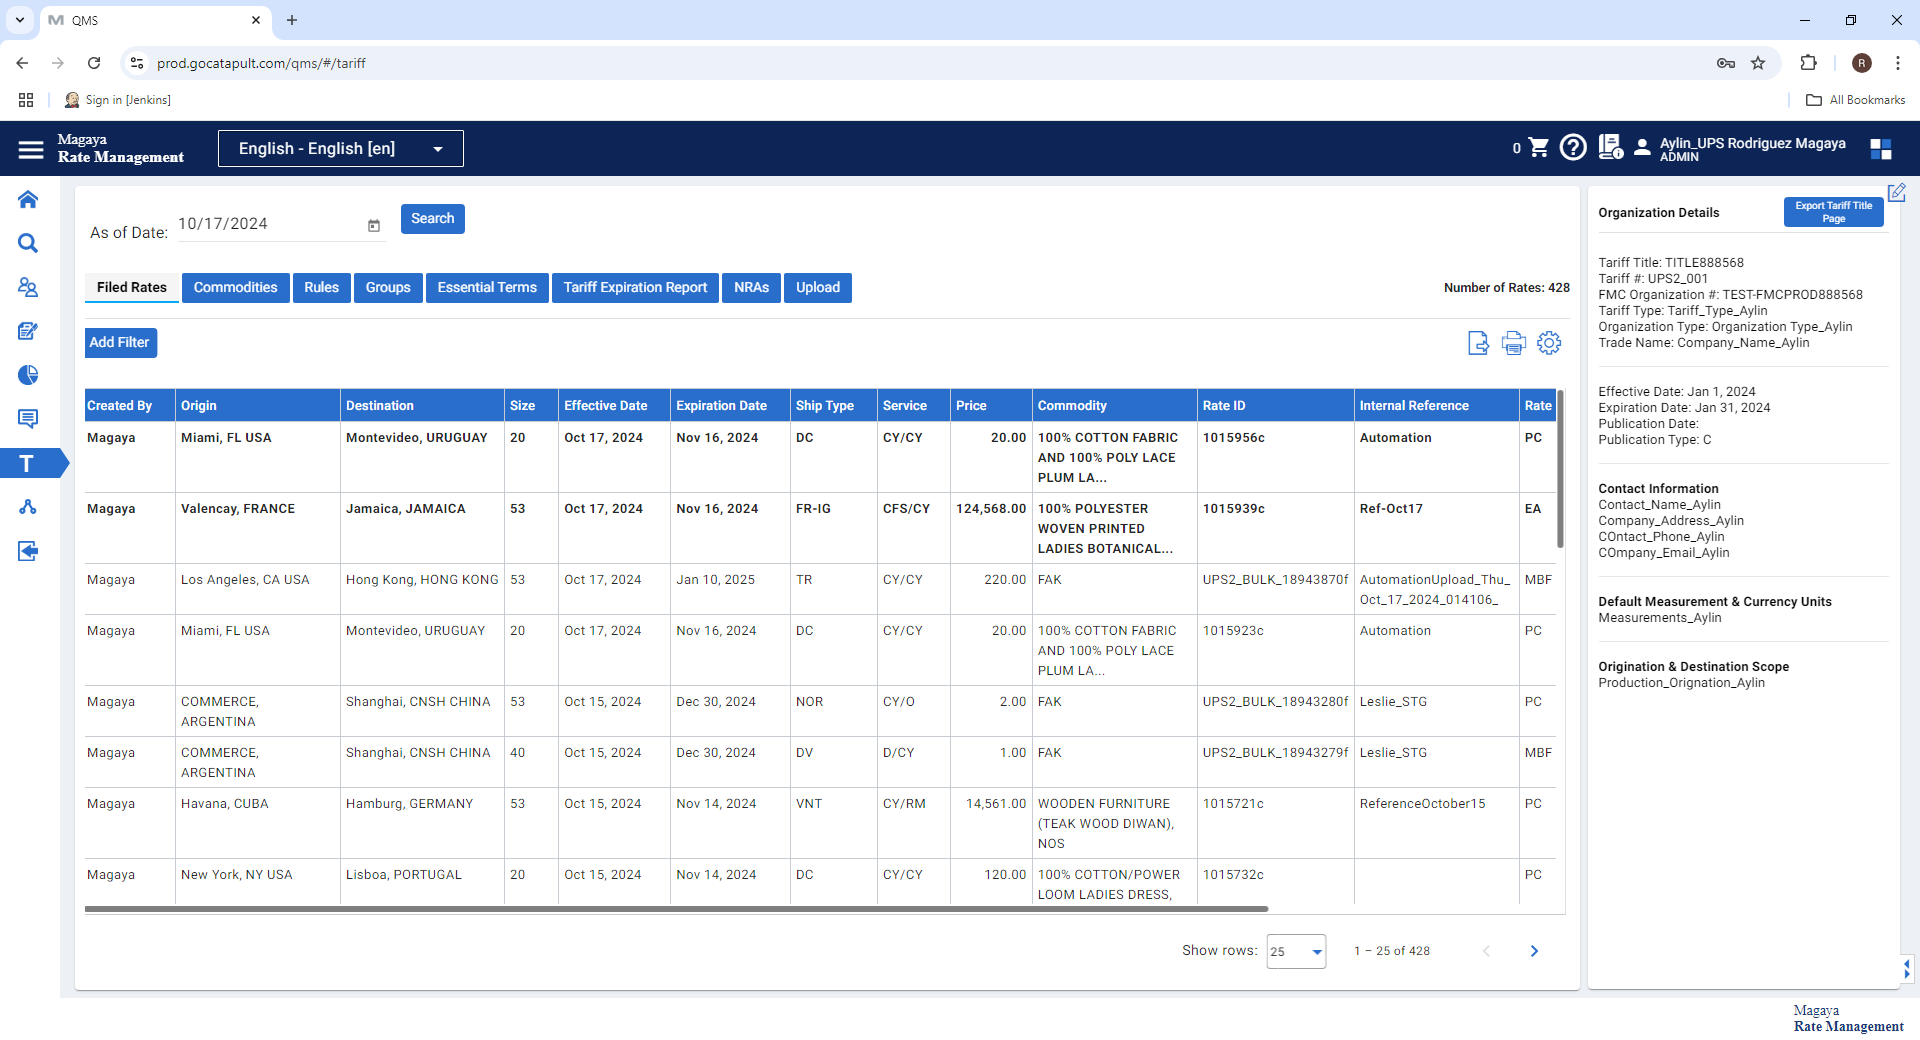 QMS
prod.gocatapult.com/qms/#/tariff
R
Sign in [Jenkins]
All Bookmarks
Magaya
Rate Management
English - English [en]
0
Aylin_UPS Rodriguez Magaya
ADMIN
As of Date:
10/17/2024
Search
Filed Rates
Commodities
Rules
Groups
Essential Terms
Tariff Expiration Report
NRAs
Upload
Number of Rates: 428
Add Filter
Created By Origin Destination Size Effective Date Expiration Date Ship Type Service Price Commodity Rate ID Internal Reference Rate
Magaya Miami, FL USA Montevideo, URUGUAY 20 Oct 17, 2024 Nov 16, 2024 DC CY/CY 20.00 100% COTTON FABRIC 1015956c Automation PC
AND 100% POLY LACE
PLUM LA...
Magaya Valencay, FRANCE Jamaica, JAMAICA 53 Oct 17, 2024 Nov 16, 2024 FR-IG CFS/CY 124,568.00 100% POLYESTER 1015939c Ref-Oct17 EA
WOVEN PRINTED
LADIES BOTANICAL...
Magaya Los Angeles, CA USA Hong Kong, HONG KONG 53 Oct 17, 2024 Jan 10, 2025 TR CY/CY 220.00 FAK UPS2_BULK_18943870f AutomationUpload_Thu_ MBF
Oct_17_2024_014106_
Magaya Miami, FL USA Montevideo, URUGUAY 20 Oct 17, 2024 Nov 16, 2024 DC CY/CY 20.00 100% COTTON FABRIC 1015923c Automation PC
AND 100% POLY LACE
PLUM LA...
Magaya COMMERCE, Shanghai, CNSH CHINA 53 Oct 15, 2024 Dec 30, 2024 NOR CY/O 2.00 FAK UPS2_BULK_18943280f Leslie_STG PC
ARGENTINA
Magaya COMMERCE, Shanghai, CNSH CHINA 40 Oct 15, 2024 Dec 30, 2024 DV D/CY 1.00 FAK UPS2_BULK_18943279f Leslie_STG MBF
ARGENTINA
Magaya Havana, CUBA Hamburg, GERMANY 53 Oct 15, 2024 Nov 14, 2024 VNT CY/RM 14,561.00 WOODEN FURNITURE 1015721c ReferenceOctober15 PC
(TEAK WOOD DIWAN),
NOS
Magaya New York, NY USA Lisboa, PORTUGAL 20 Oct 15, 2024 Nov 14, 2024 DC CY/CY 120.00 100% COTTON/POWER 1015732c PC
LOOM LADIES DRESS,
Show rows: 25 1 – 25 of 428
Organization Details
Export Tariff Title
Page
Tariff Title: TITLE888568
Tariff #: UPS2_001
FMC Organization #: TEST-FMCPROD888568
Tariff Type: Tariff_Type_Aylin
Organization Type: Organization Type_Aylin
Trade Name: Company_Name_Aylin
Effective Date: Jan 1, 2024
Expiration Date: Jan 31, 2024
Publication Date:
Publication Type: C
Contact Information
Contact_Name_Aylin
Company_Address_Aylin
COntact_Phone_Aylin
COmpany_Email_Aylin
Default Measurement & Currency Units
Measurements_Aylin
Origination & Destination Scope
Production_Orignation_Aylin
T
Magaya
Rate Management